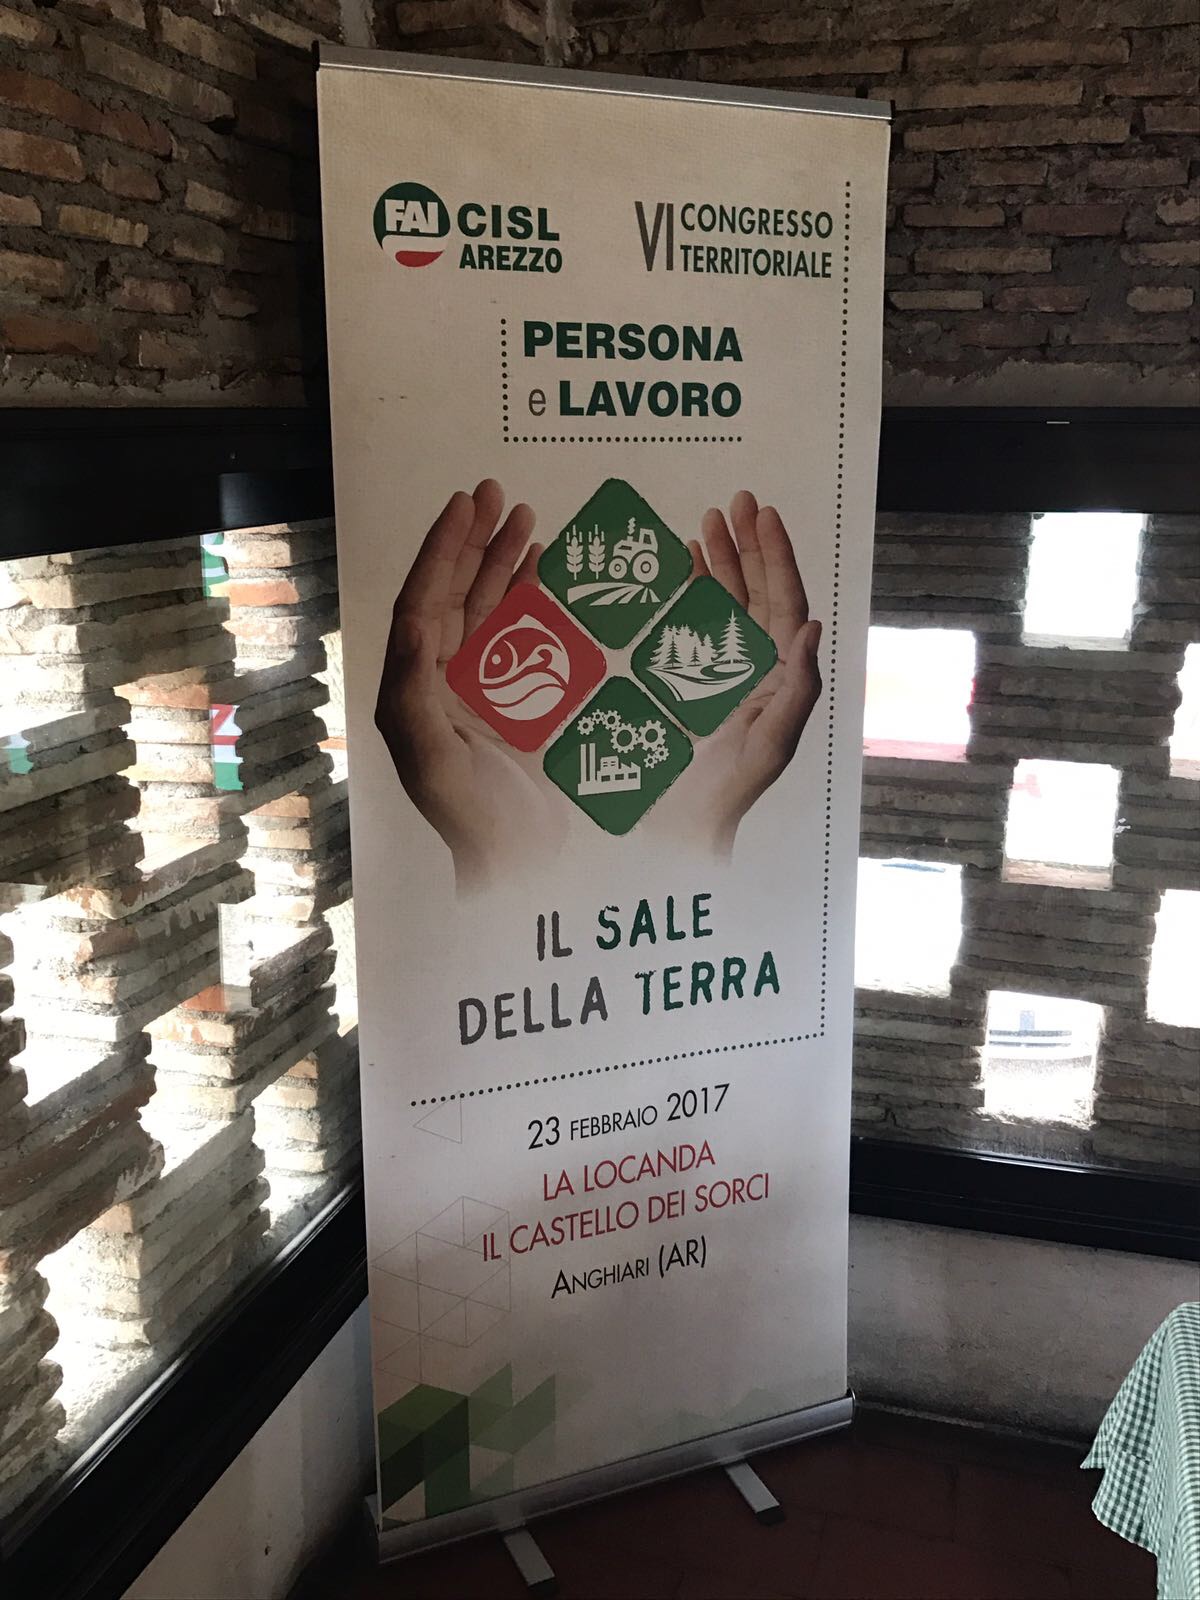 FAI CISL
AREZZO
VI CONGRESSO
TERRITORIALE
PERSONA
e LAVORO
IL SALE
DELLA TERRA
23 FEBBRAIO 2017
LA LOCANDA
IL CASTELLO DEI SORCI
ANGHIARI (AR)